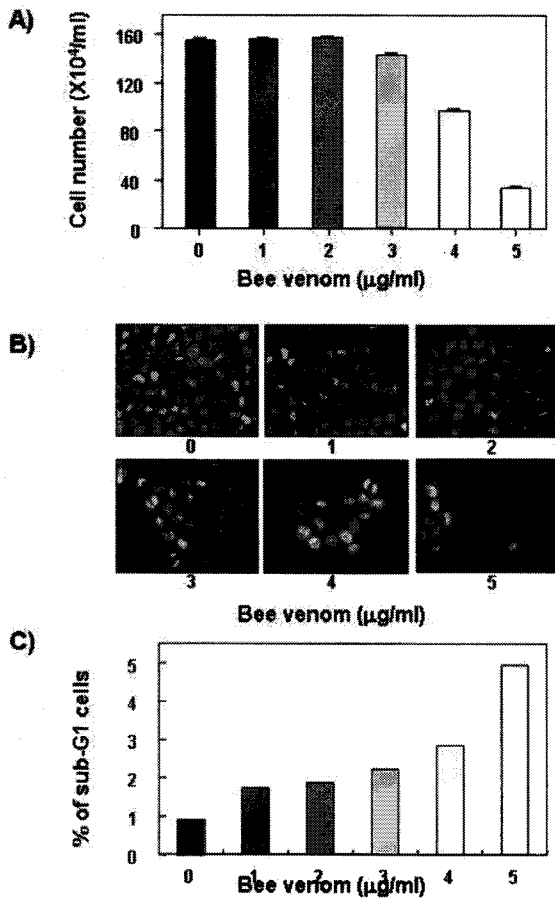 A)
Cell number (X10⁴/ml)
160
120
80
40
0
0 1 2 3 4 5
Bee venom (μg/ml)
B)
0 1 2
3 4 5
Bee venom (μg/ml)
C)
% of sub-G1 cells
5
4
3
2
1
0
0 1 2 3 4 5
Bee venom (μg/ml)